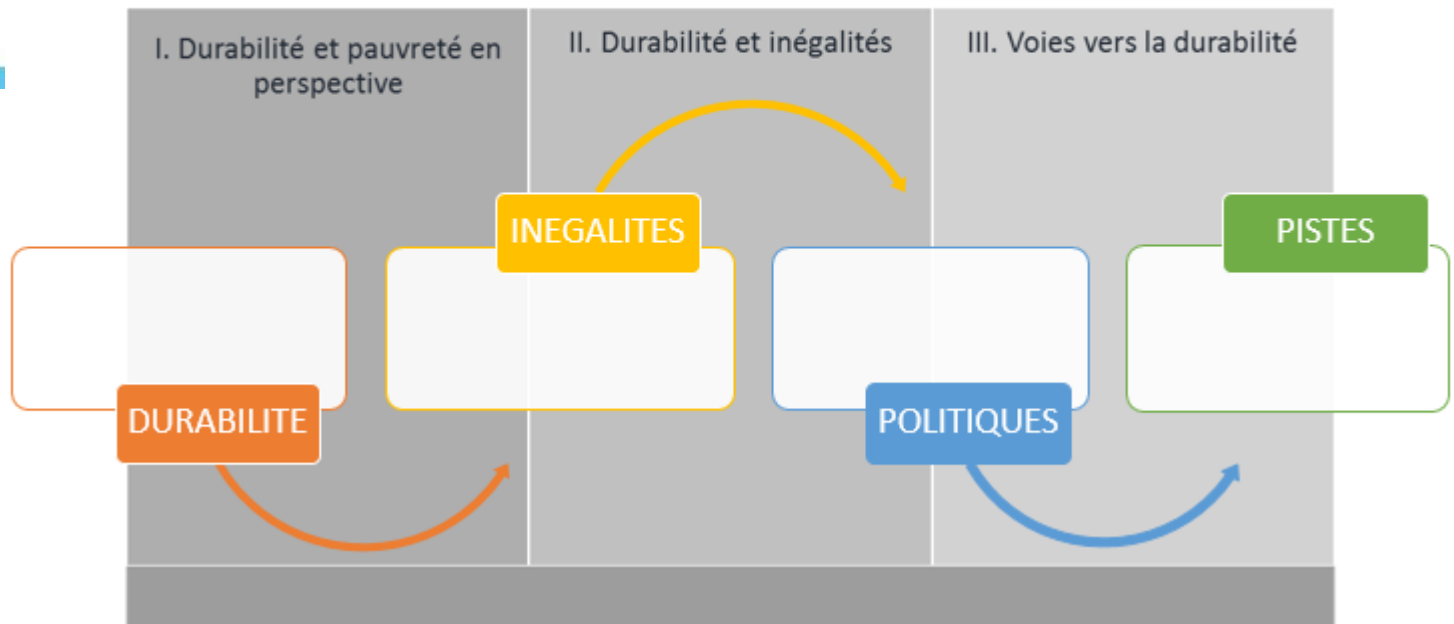 I. Durabilité et pauvreté en
perspective
II. Durabilité et inégalités
III. Voies vers la durabilité
INEGALITES
PISTES
DURABILITE
POLITIQUES